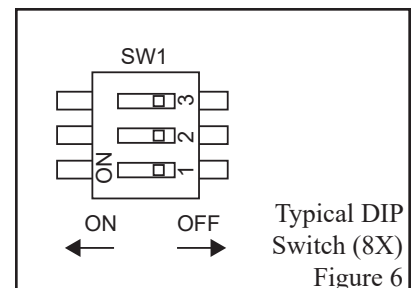 SW1
3
2
1
ON
ON OFF
Typical DIP
Switch (8X)
Figure 6